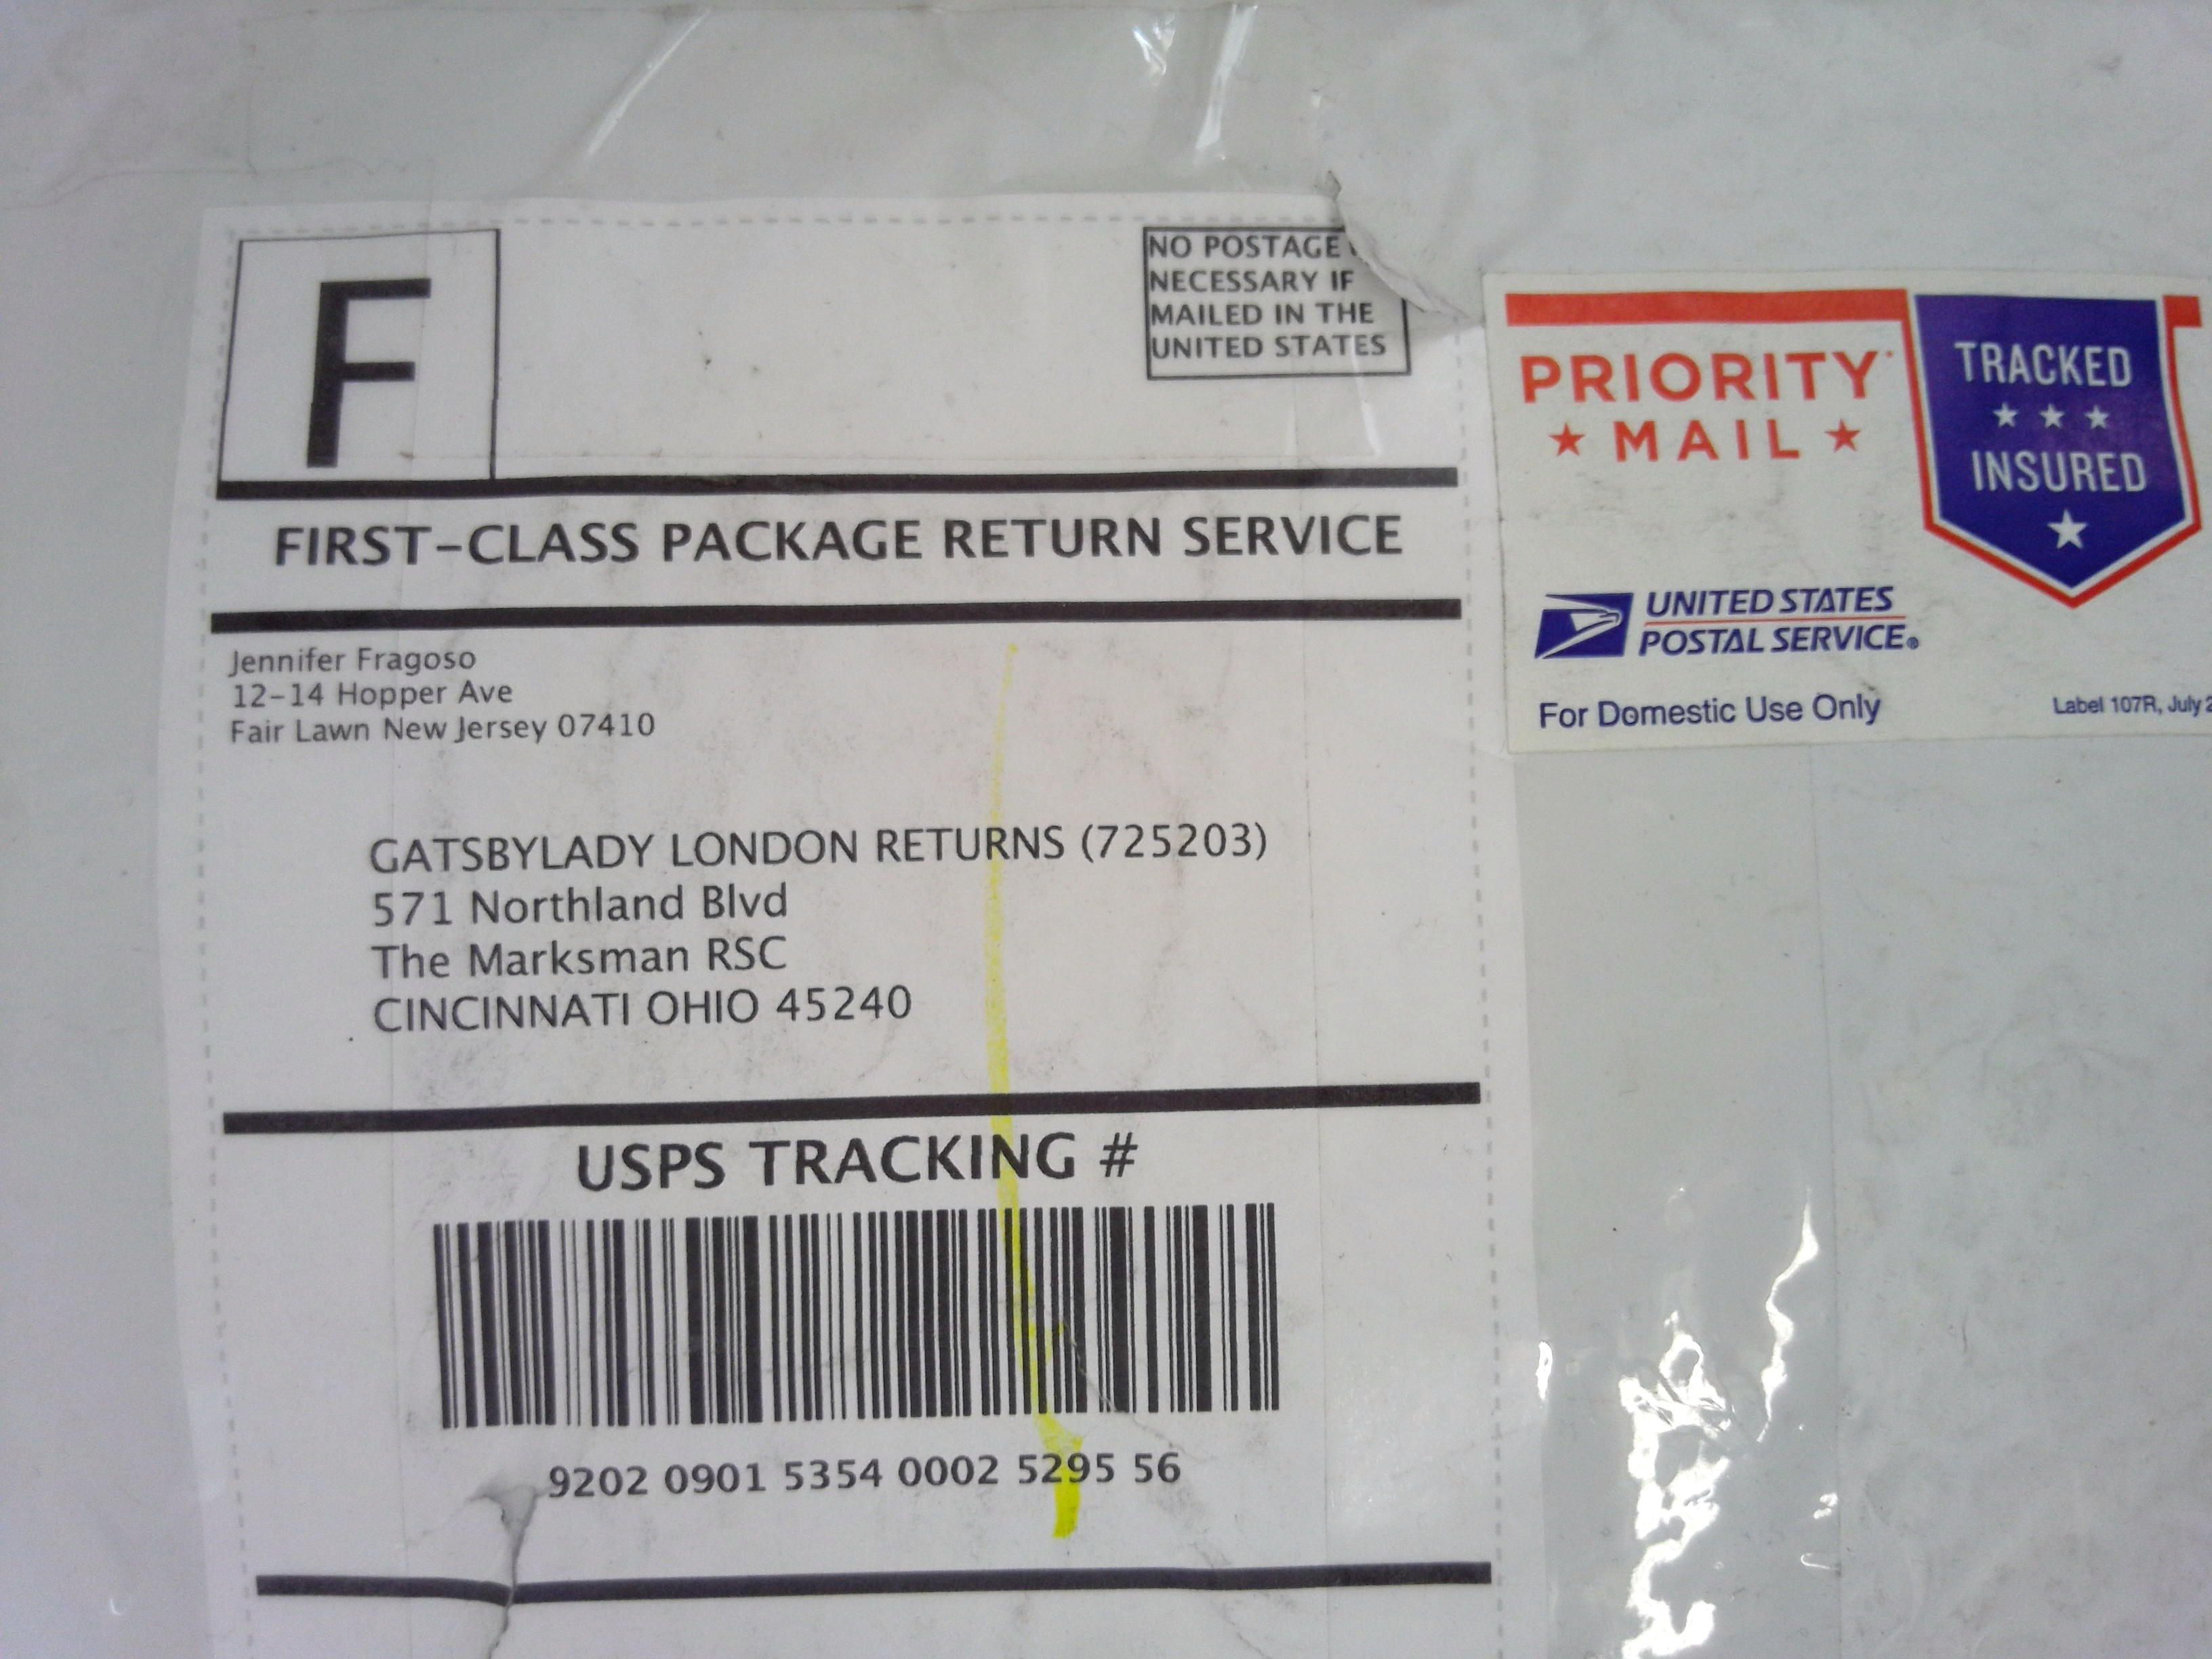 F
NO POSTAGE
NECESSARY IF
MAILED IN THE
UNITED STATES
FIRST-CLASS PACKAGE RETURN SERVICE
Jennifer Fragoso
12-14 Hopper Ave
Fair Lawn New Jersey 07410
GATSBYLADY LONDON RETURNS (725203)
571 Northland Blvd
The Marksman RSC
CINCINNATI OHIO 45240
USPS TRACKING #
9202 0901 5354 0002 5295 56
PRIORITY
MAIL
TRACKED
INSURED
UNITED STATES
POSTAL SERVICE®
For Domestic Use Only
Label 107R, July